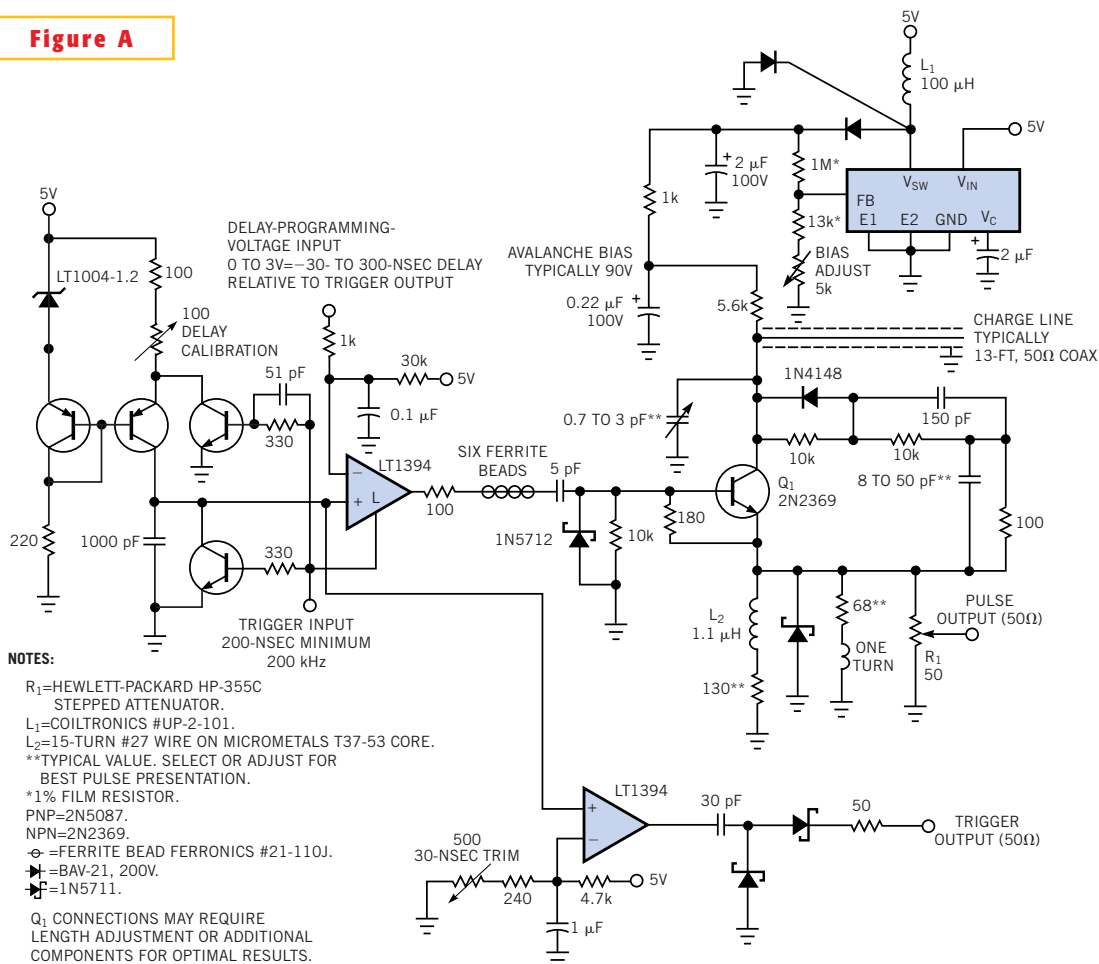 Figure A
5V
L1
100 µH
5V
1M*
VSW
VIN
FB
E1
E2
GND
VC
13k*
BIAS
ADJUST
5k
+
2 µF
+
2 µF
100V
1k
AVALANCHE BIAS
TYPICALLY 90V
0.22 µF
100V
+
5.6k
CHARGE LINE
TYPICALLY
13-FT, 50Ω COAX
5V
LT1004-1.2
100
100
DELAY
CALIBRATION
DELAY-PROGRAMMING-
VOLTAGE INPUT
0 TO 3V=−30- TO 300-NSEC DELAY
RELATIVE TO TRIGGER OUTPUT
1k
30k
5V
0.1 µF
51 pF
330
220
1000 pF
330
TRIGGER INPUT
200-NSEC MINIMUM
200 kHz
LT1394
−
+
L
100
SIX FERRITE
BEADS
5 pF
1N5712
10k
180
0.7 TO 3 pF**
1N4148
150 pF
10k
10k
8 TO 50 pF**
100
Q1
2N2369
L2
1.1 µH
130**
68**
ONE
TURN
R1
50
PULSE
OUTPUT (50Ω)
NOTES:
R1=HEWLETT-PACKARD HP-355C
STEPPED ATTENUATOR.
L1=COILTRONICS #UP-2-101.
L2=15-TURN #27 WIRE ON MICROMETALS T37-53 CORE.
**TYPICAL VALUE. SELECT OR ADJUST FOR
BEST PULSE PRESENTATION.
*1% FILM RESISTOR.
PNP=2N5087.
NPN=2N2369.
=FERRITE BEAD FERRONICS #21-110J.
=BAV-21, 200V.
=1N5711.
Q1 CONNECTIONS MAY REQUIRE
LENGTH ADJUSTMENT OR ADDITIONAL
COMPONENTS FOR OPTIMAL RESULTS.
LT1394
+
−
500
30-NSEC TRIM
240
4.7k
5V
1 µF
30 pF
50
TRIGGER
OUTPUT (50Ω)